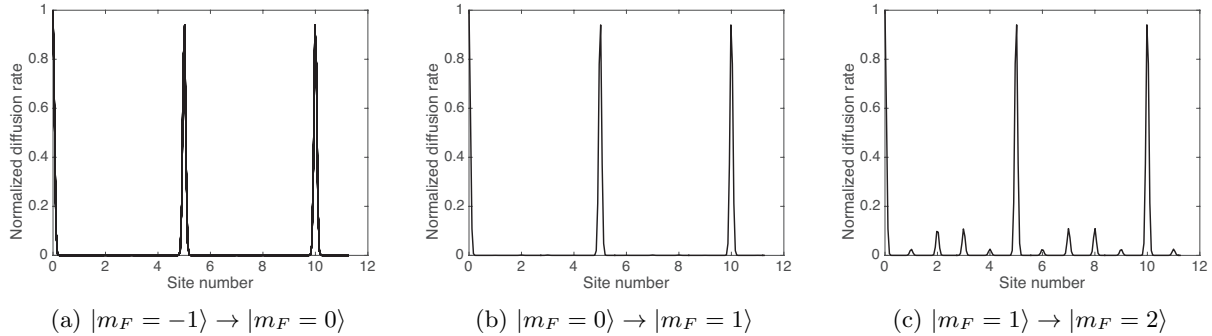 Normalized diffusion rate
1
0.8
0.6
0.4
0.2
0
0 2 4 6 8 10 12
Site number
(a) |m_F = −1⟩ → |m_F = 0⟩
Normalized diffusion rate
1
0.8
0.6
0.4
0.2
0
0 2 4 6 8 10 12
Site number
(b) |m_F = 0⟩ → |m_F = 1⟩
Normalized diffusion rate
1
0.8
0.6
0.4
0.2
0
0 2 4 6 8 10 12
Site number
(c) |m_F = 1⟩ → |m_F = 2⟩